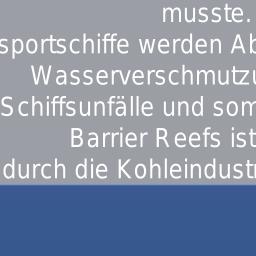 musste.
sportschiffe werden Ab
Wasserverschmutzu
Schiffsunfälle und som
Barrier Reefs ist
durch die Kohleindustr